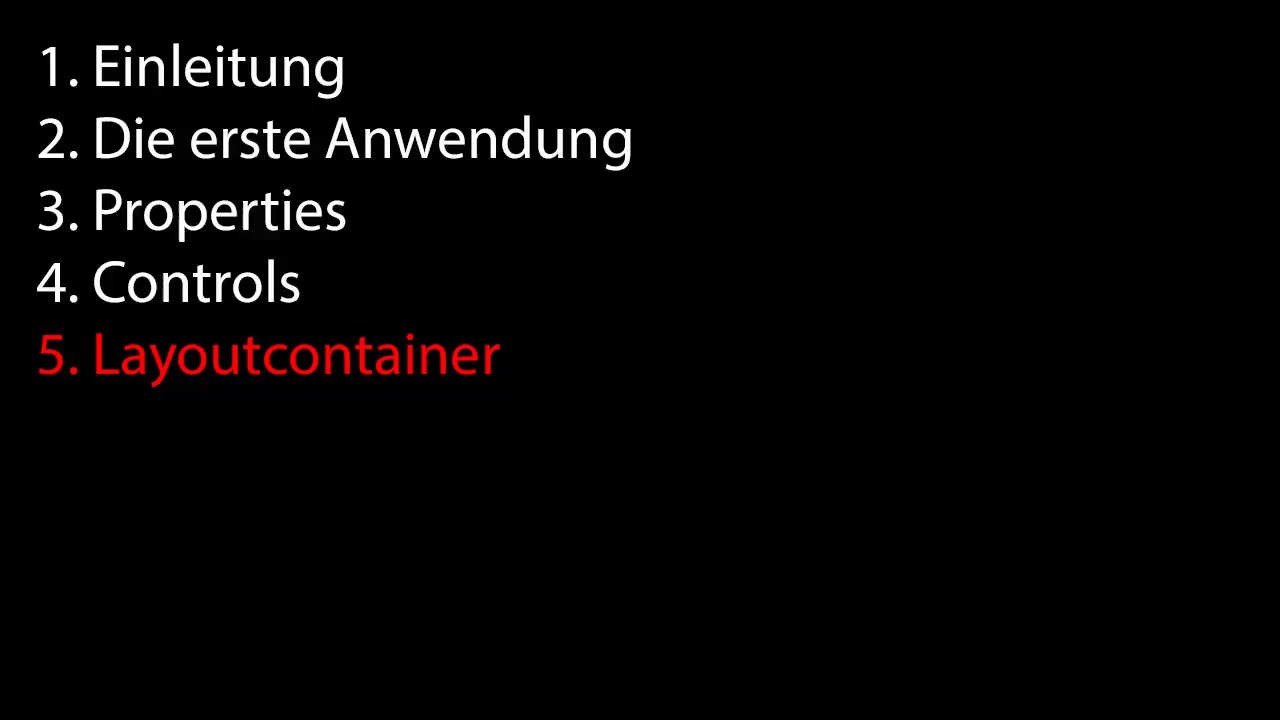 1. Einleitung
2. Die erste Anwendung
3. Properties
4. Controls
5. Layoutcontainer